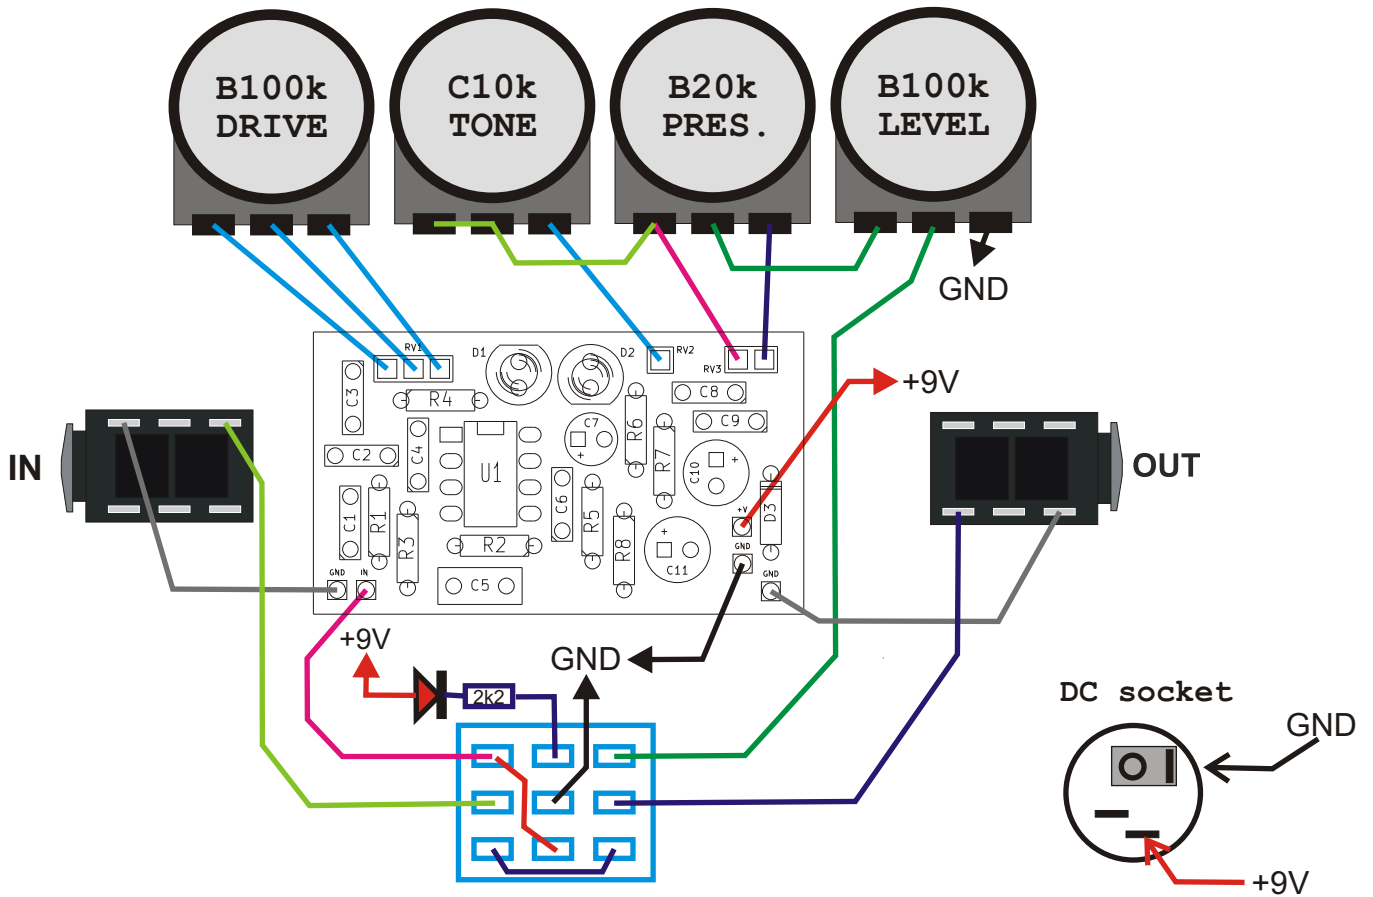 B100k
DRIVE
C10k
TONE
B20k
PRES.
B100k
LEVEL
GND
RV1
D1
D2
RV2
RV3
C3
R4
C8
+9V
C2
C4
U1
C7
+
R6
R7
C9
C10
+
IN
OUT
C1
R1
R3
R2
C6
R5
R8
+
C11
+V
GND
D3
GND
IN
C5
GND
+9V
GND
2k2
DC socket
GND
+9V